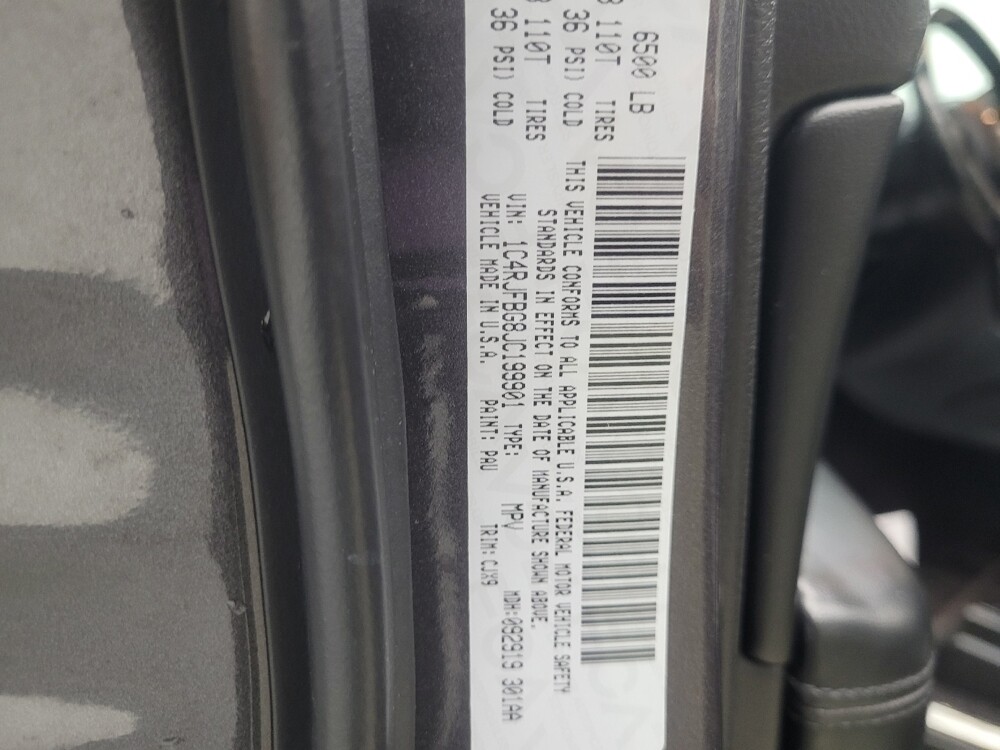 6500 LB
110T TIRES
36 PSI) COLD
110T TIRES
36 PSI) COLD
THIS VEHICLE CONFORMS TO ALL APPLICABLE U.S.A. FEDERAL MOTOR VEHICLE SAFETY
STANDARDS IN EFFECT ON THE DATE OF MANUFACTURE SHOWN ABOVE.
VIN: 1C4RJFBG8JC199901 TYPE: MPV MDH:092919 301AA
VEHICLE MADE IN U.S.A. PAINT: PAU TRIM: CJX9